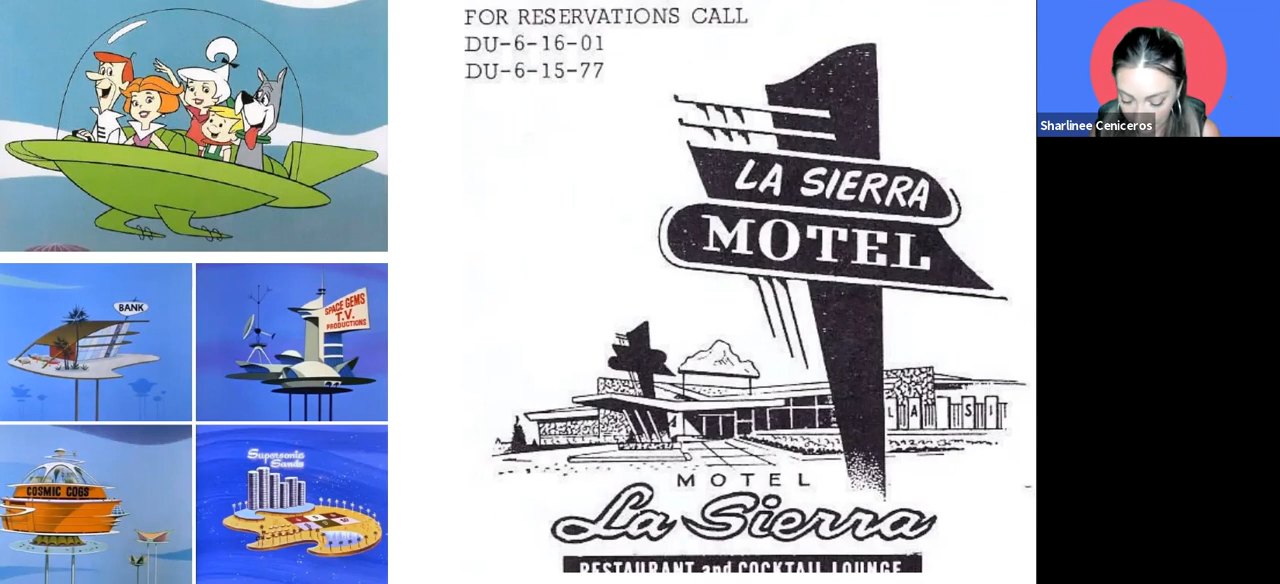 BANK
SPACE GEMS
T.V.
PRODUCTIONS
COSMIC COGS
Supersonic
Sands
FOR RESERVATIONS CALL
DU-6-16-01
DU-6-15-77
LA SIERRA
MOTEL
L A S I
MOTEL
La Sierra
RESTAURANT and COCKTAIL LOUNGE
Sharlinee Ceniceros